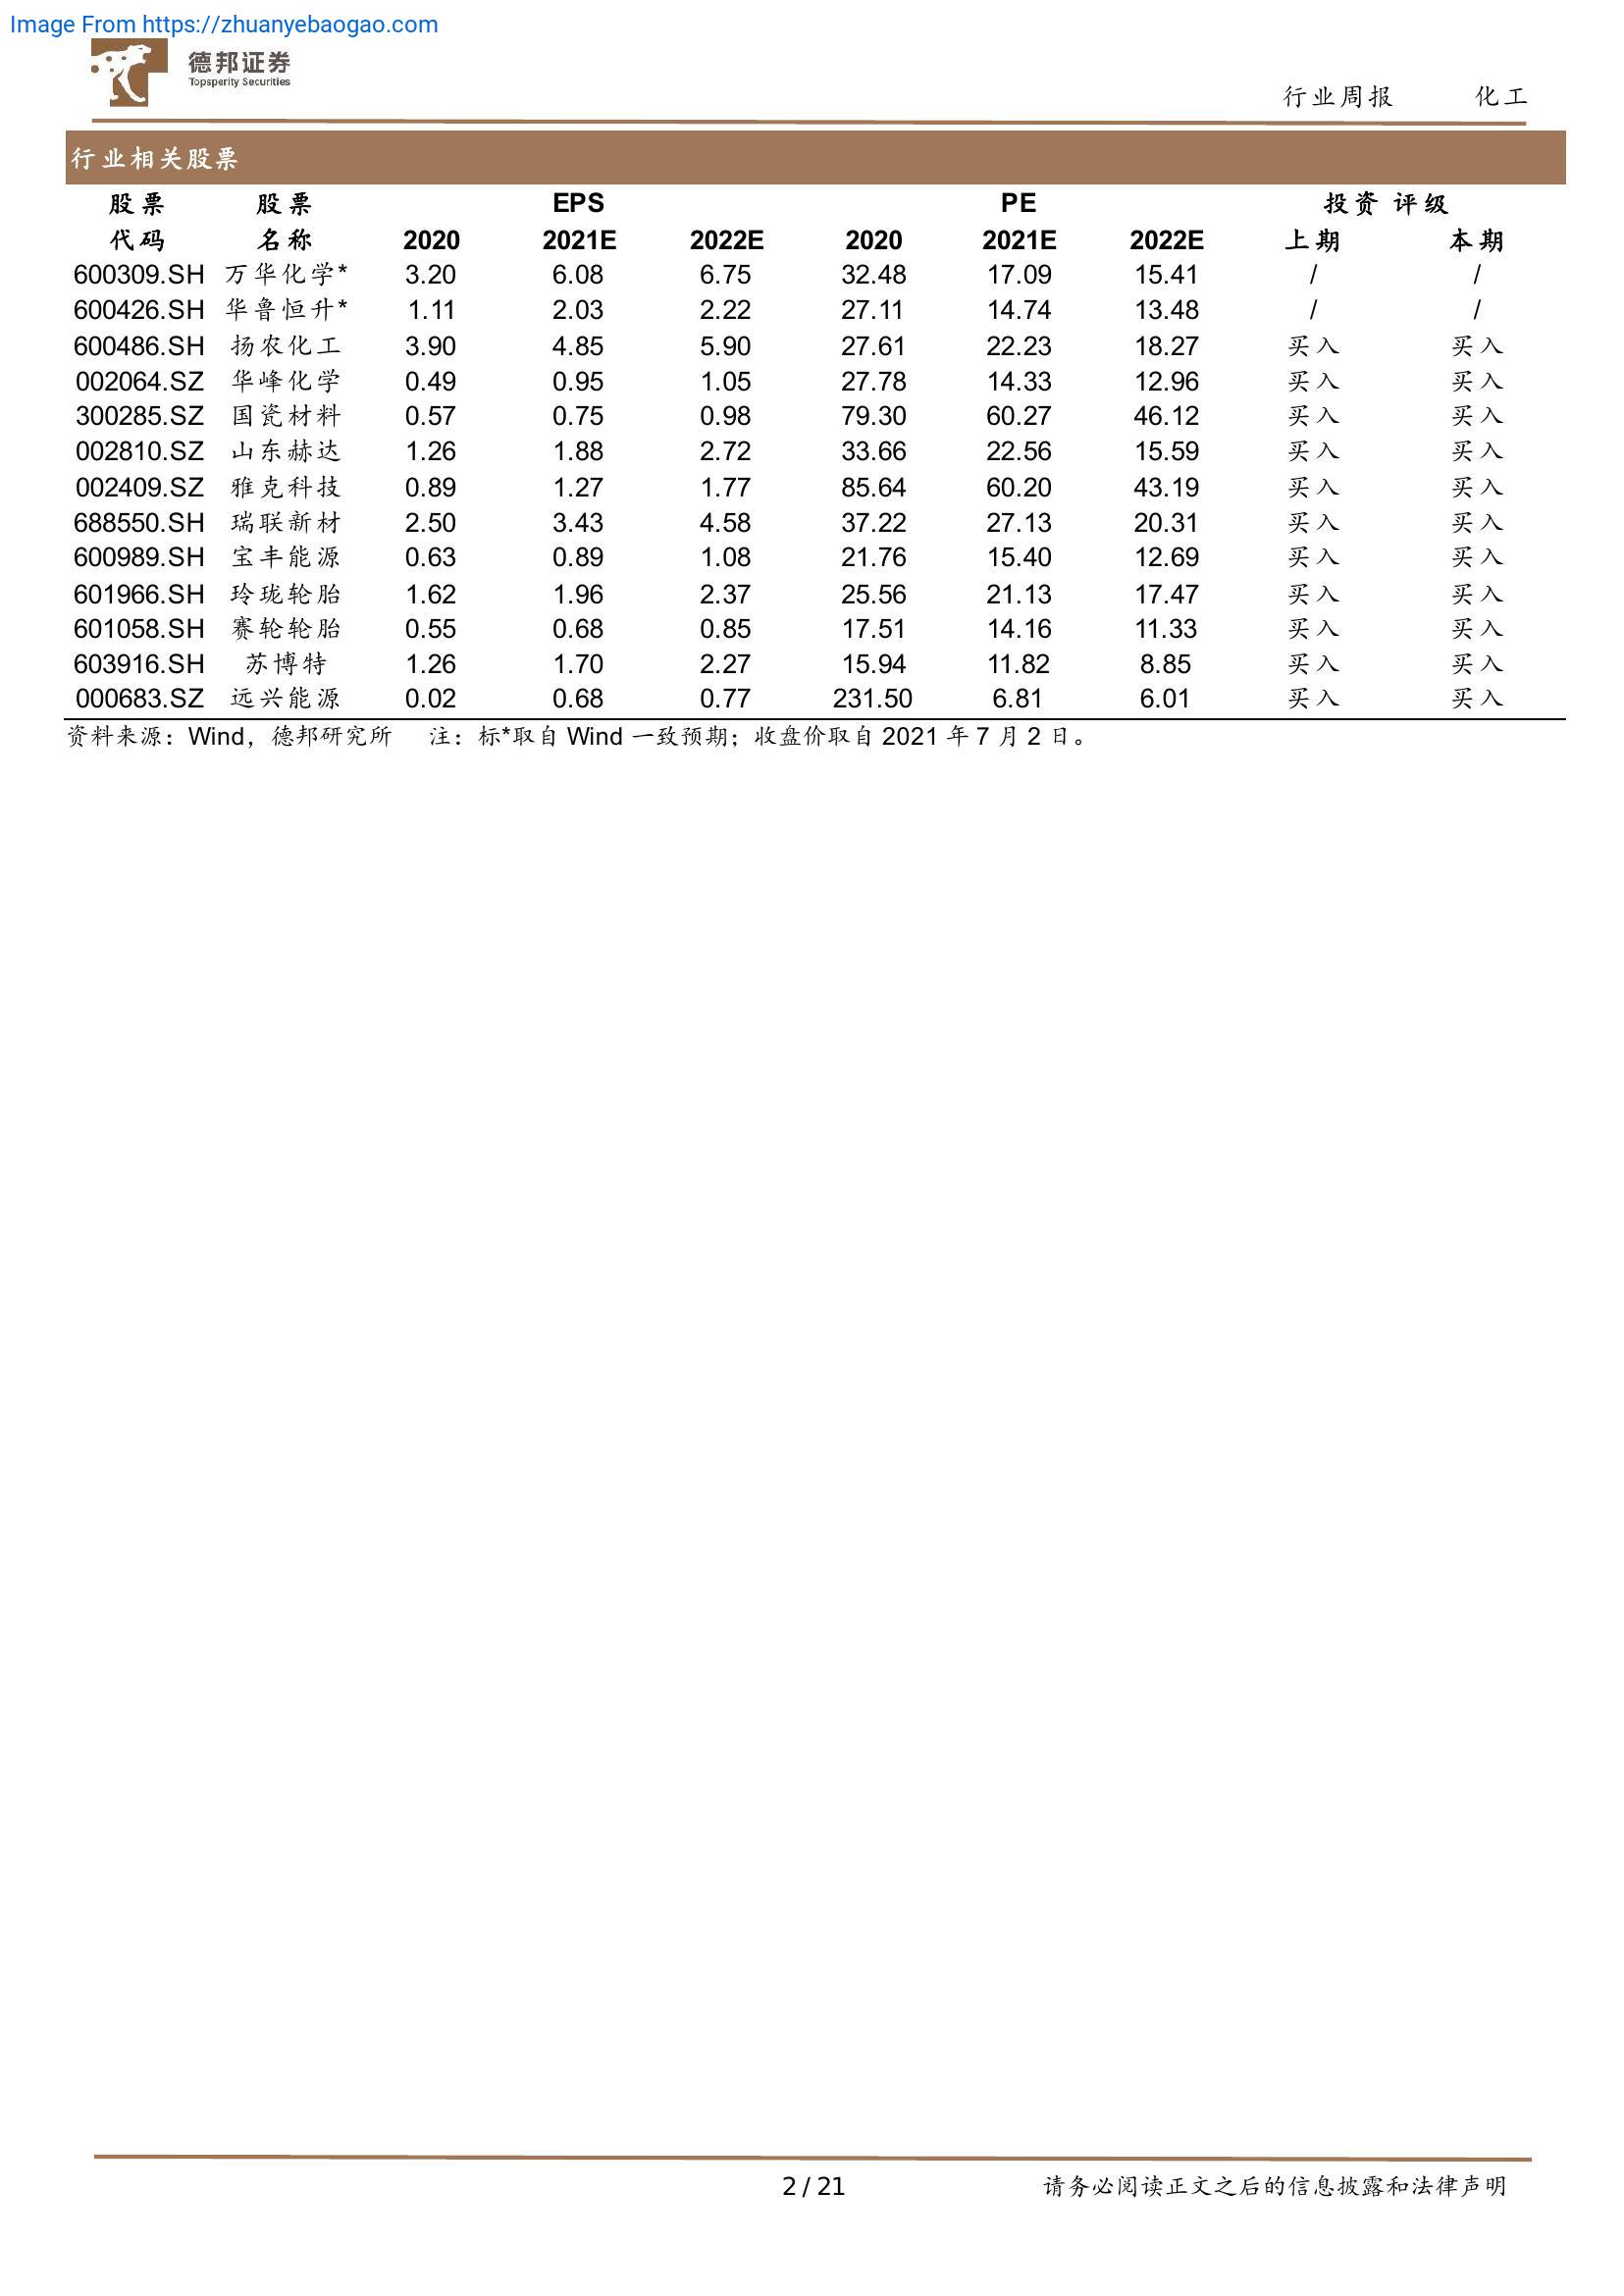 Image From https://zhuanyebaogao.com
德邦证券
Topsperity Securities
行业周报 化工
行业相关股票
股票 股票 EPS PE 投资评级
代码 名称 2020 2021E 2022E 2020 2021E 2022E 上期 本期
600309.SH 万华化学* 3.20 6.08 6.75 32.48 17.09 15.41 / /
600426.SH 华鲁恒升* 1.11 2.03 2.22 27.11 14.74 13.48 / /
600486.SH 扬农化工 3.90 4.85 5.90 27.61 22.23 18.27 买入 买入
002064.SZ 华峰化学 0.49 0.95 1.05 27.78 14.33 12.96 买入 买入
300285.SZ 国瓷材料 0.57 0.75 0.98 79.30 60.27 46.12 买入 买入
002810.SZ 山东赫达 1.26 1.88 2.72 33.66 22.56 15.59 买入 买入
002409.SZ 雅克科技 0.89 1.27 1.77 85.64 60.20 43.19 买入 买入
688550.SH 瑞联新材 2.50 3.43 4.58 37.22 27.13 20.31 买入 买入
600989.SH 宝丰能源 0.63 0.89 1.08 21.76 15.40 12.69 买入 买入
601966.SH 玲珑轮胎 1.62 1.96 2.37 25.56 21.13 17.47 买入 买入
601058.SH 赛轮轮胎 0.55 0.68 0.85 17.51 14.16 11.33 买入 买入
603916.SH 苏博特 1.26 1.70 2.27 15.94 11.82 8.85 买入 买入
000683.SZ 远兴能源 0.02 0.68 0.77 231.50 6.81 6.01 买入 买入
资料来源：Wind，德邦研究所 注：标*取自 Wind 一致预期；收盘价取自 2021 年 7 月 2 日。
2 / 21 请务必阅读正文之后的信息披露和法律声明